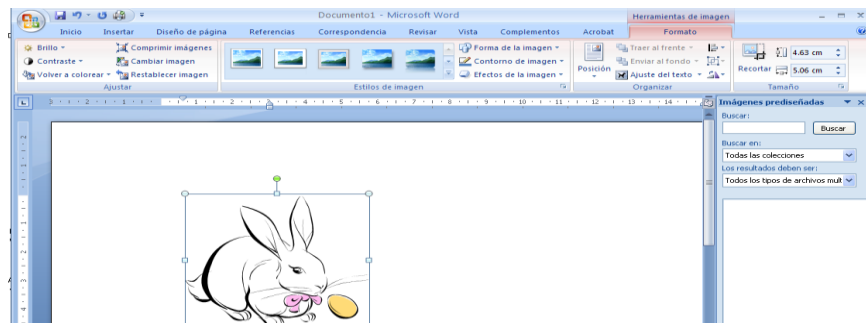 Documento1 - Microsoft Word
Herramientas de imagen
Inicio Insertar Diseño de página Referencias Correspondencia Revisar Vista Complementos Acrobat Formato
Brillo
Contraste
Volver a colorear
Comprimir imágenes
Cambiar imagen
Restablecer imagen
Ajustar
Forma de la imagen
Contorno de imagen
Efectos de la imagen
Estilos de imagen
Posición
Traer al frente
Enviar al fondo
Ajuste del texto
Organizar
Recortar
4.63 cm
5.06 cm
Tamaño
Imágenes prediseñadas
Buscar:
Buscar
Buscar en:
Todas las colecciones
Los resultados deben ser:
Todos los tipos de archivos mult